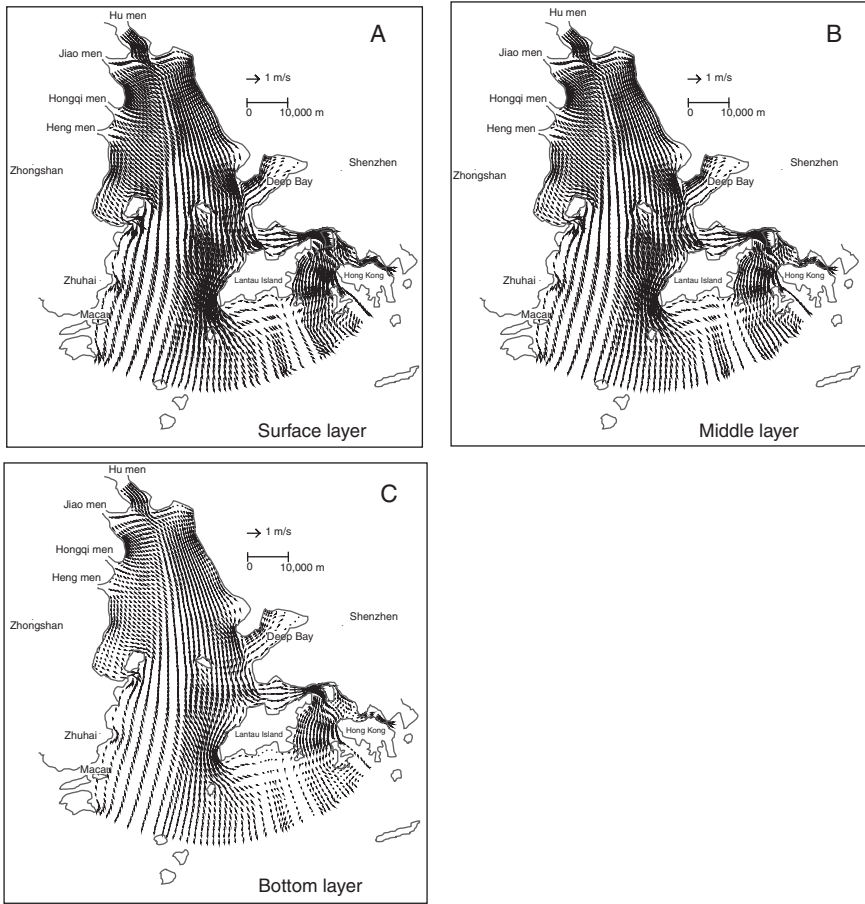 A
Hu men
Jiao men
1 m/s
Hongqi men
0 10,000 m
Heng men
Zhongshan
Shenzhen
Deep Bay
Zhuhai
Lantau Island
Hong Kong
Macau
Surface layer
B
Hu men
Jiao men
1 m/s
Hongqi men
0 10,000 m
Heng men
Zhongshan
Shenzhen
Deep Bay
Zhuhai
Lantau Island
Hong Kong
Macau
Middle layer
C
Hu men
Jiao men
1 m/s
Hongqi men
0 10,000 m
Heng men
Zhongshan
Shenzhen
Deep Bay
Zhuhai
Lantau Island
Hong Kong
Macau
Bottom layer